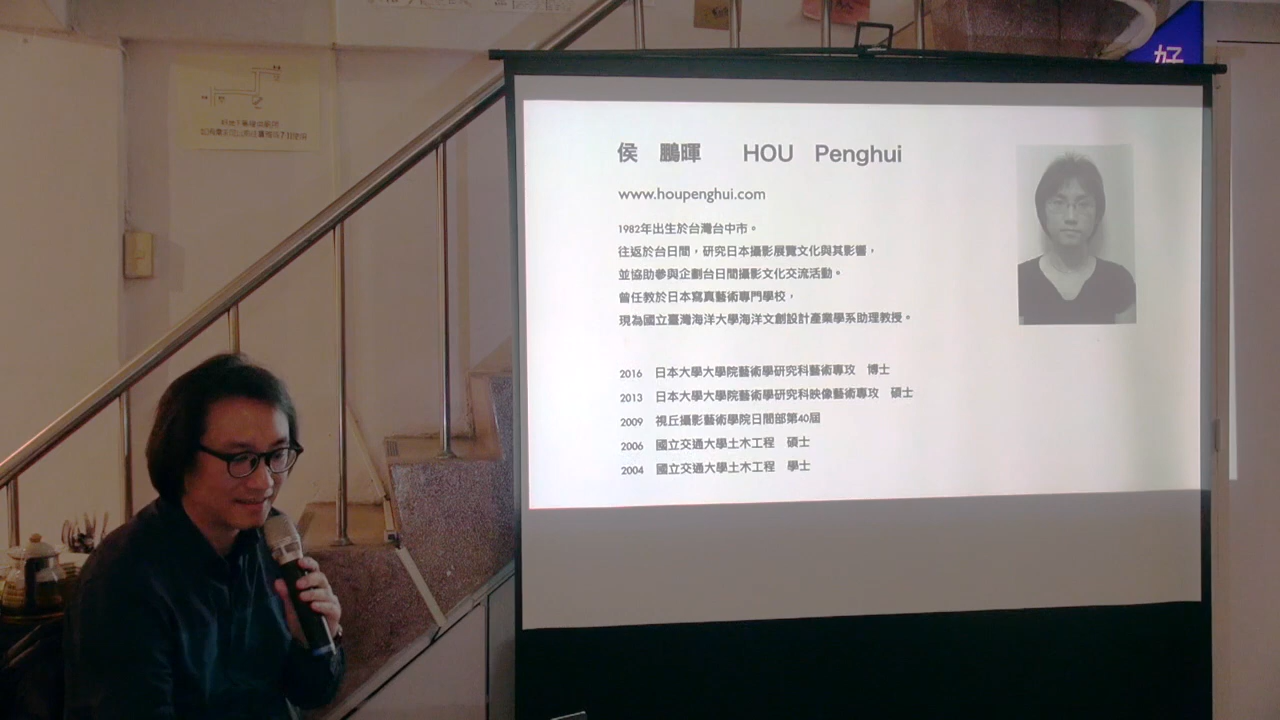 好
侯 鵬暉 HOU Penghui
www.houpenghui.com
1982年出生於台灣台中市。
往返於台日間，研究日本攝影展覽文化與其影響，
並協助參與企劃台日間攝影文化交流活動。
曾任教於日本寫真藝術專門學校，
現為國立臺灣海洋大學海洋文創設計產業學系助理教授。
2016 日本大學大學院藝術學研究科藝術專攻 博士
2013 日本大學大學院藝術學研究科映像藝術專攻 碩士
2009 視丘攝影藝術學院日間部第40屆
2006 國立交通大學土木工程 碩士
2004 國立交通大學土木工程 學士